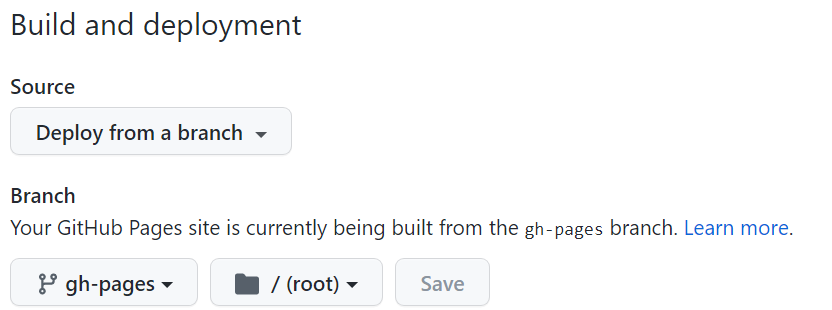 Build and deployment
Source
Deploy from a branch
Branch
Your GitHub Pages site is currently being built from the gh-pages branch. Learn more.
gh-pages / (root) Save